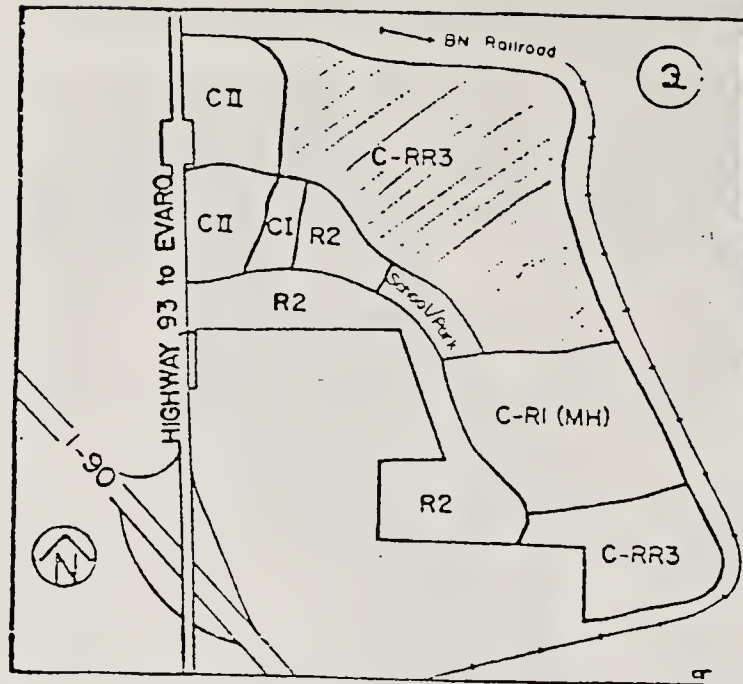 BN Railroad
2
C II
C-RR3
HIGHWAY 93 to EVARO
C II
CI
R2
School/Park
R2
C-R1 (MH)
I-90
R2
C-RR3
N